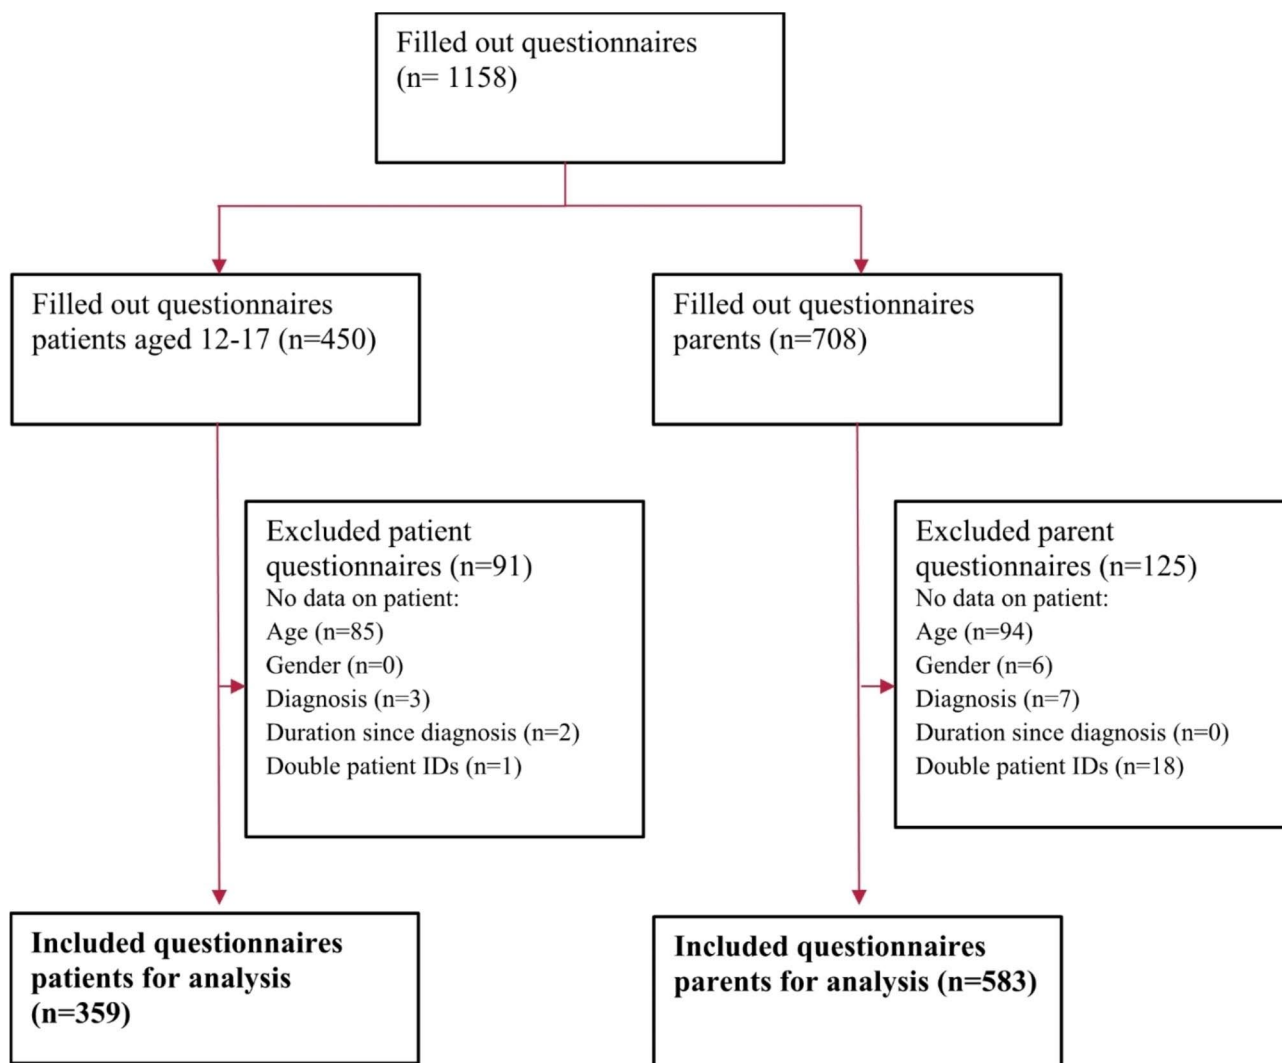 Filled out questionnaires
(n= 1158)
Filled out questionnaires
patients aged 12-17 (n=450)
Filled out questionnaires
parents (n=708)
Excluded patient
questionnaires (n=91)
No data on patient:
Age (n=85)
Gender (n=0)
Diagnosis (n=3)
Duration since diagnosis (n=2)
Double patient IDs (n=1)
Excluded parent
questionnaires (n=125)
No data on patient:
Age (n=94)
Gender (n=6)
Diagnosis (n=7)
Duration since diagnosis (n=0)
Double patient IDs (n=18)
Included questionnaires
patients for analysis
(n=359)
Included questionnaires
parents for analysis (n=583)